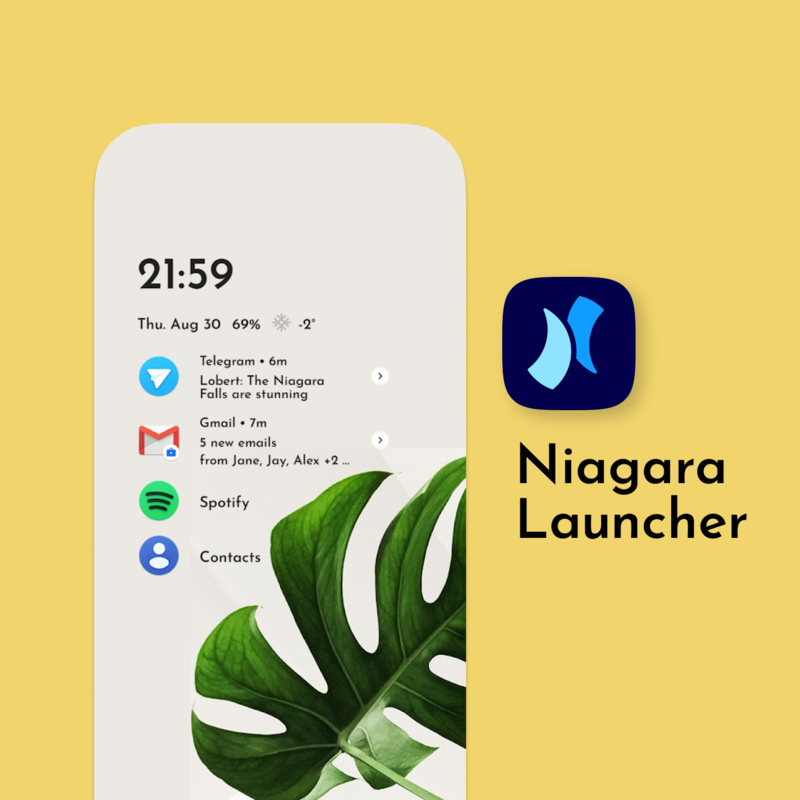 21:59
Thu. Aug 30 69% -2°
Telegram • 6m
Lobert: The Niagara
Falls are stunning
Gmail • 7m
5 new emails
from Jane, Jay, Alex +2 ...
Spotify
Contacts
Niagara
Launcher